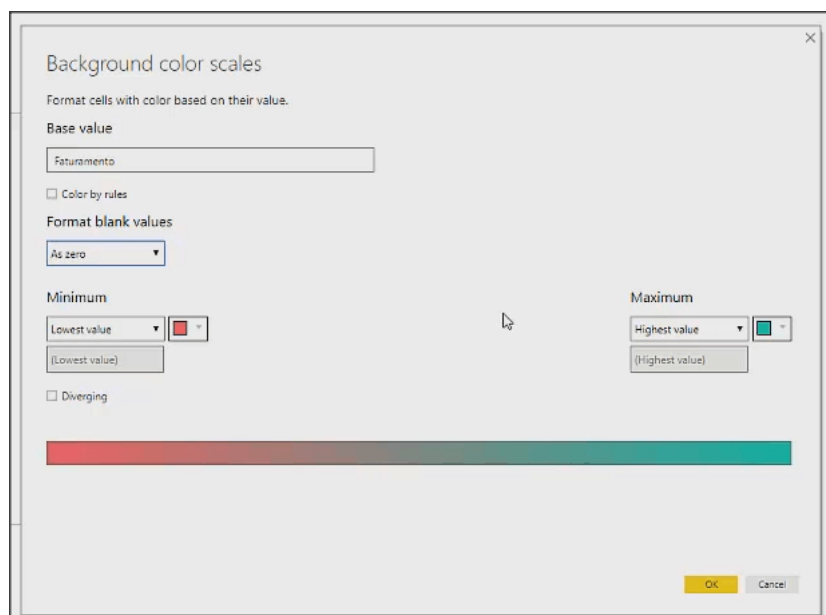 Background color scales
Format cells with color based on their value.
Base value
Faturamento
Color by rules
Format blank values
As zero
Minimum
Maximum
Lowest value
Highest value
(Lowest value)
(Highest value)
Diverging
OK
Cancel